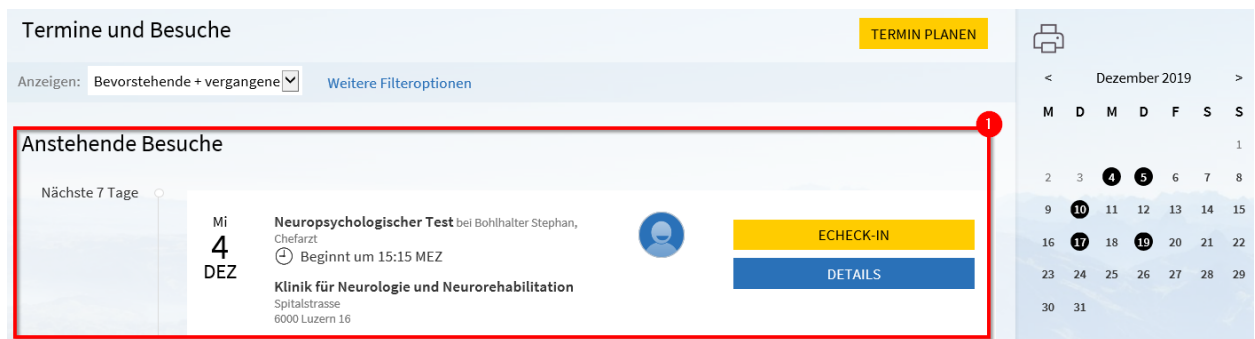 Termine und Besuche
TERMIN PLANEN
Anzeigen: Bevorstehende + vergangene
Weitere Filteroptionen
1
Anstehende Besuche
Nächste 7 Tage
Mi
4
DEZ
Neuropsychologischer Test bei Bohlhalter Stephan,
Chefarzt
Beginnt um 15:15 MEZ
Klinik für Neurologie und Neurorehabilitation
Spitalstrasse
6000 Luzern 16
ECHECK-IN
DETAILS
< Dezember 2019 >
M D M D F S S
1
2 3 4 5 6 7 8
9 10 11 12 13 14 15
16 17 18 19 20 21 22
23 24 25 26 27 28 29
30 31